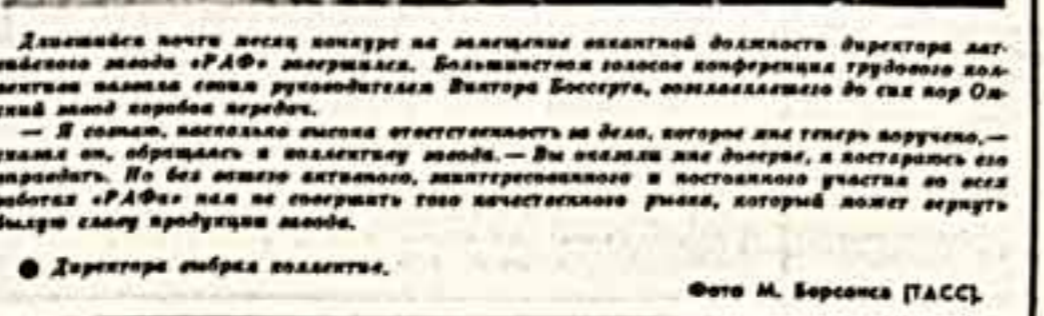 Длившийся почти месяц конкурс на замещение вакантной должности директора лат-
вийского завода «РАФ» завершился. Большинством голосов конференция трудового кол-
лектива назвала своим руководителем Виктора Боссерта, возглавлявшего до сих пор Ом-
ский завод коробок передач.
— Я сознаю, насколько высока ответственность за дело, которое мне теперь поручено,—
сказал он, обращаясь к коллективу завода.— Вы оказали мне доверие, я постараюсь его
оправдать. Но без вашего активного, заинтересованного и постоянного участия во всех
работах «РАФа» нам не совершить того качественного рывка, который может вернуть
былую славу продукции завода.
● Директора выбрал коллектив.
Фото М. Борсонса [ТАСС].